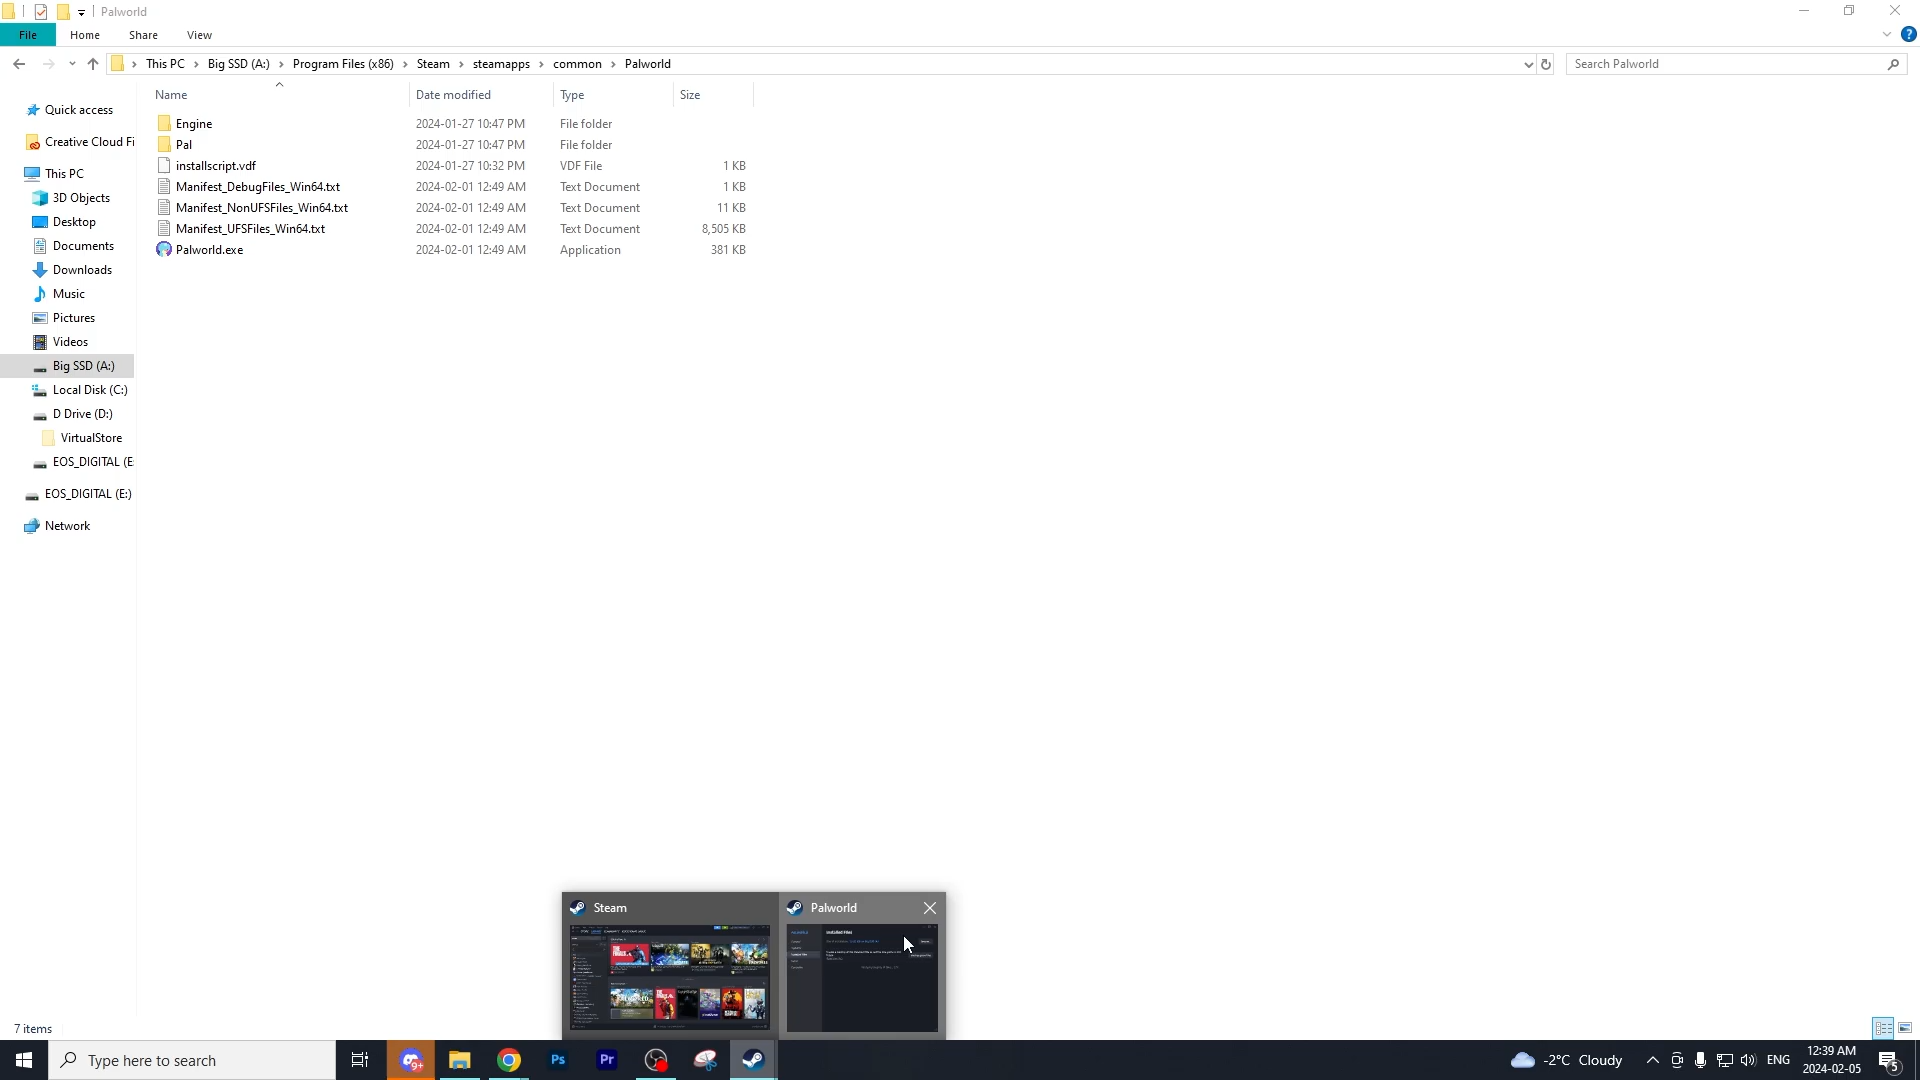 Palworld
File Home Share View
This PC Big SSD (A:) Program Files (x86) Steam steamapps common Palworld
Search Palworld
Name Date modified Type Size
Quick access
Creative Cloud Fi
This PC
3D Objects
Desktop
Documents
Downloads
Music
Pictures
Videos
Big SSD (A:)
Local Disk (C:)
D Drive (D:)
VirtualStore
EOS_DIGITAL (E:
EOS_DIGITAL (E:)
Network
Engine 2024-01-27 10:47 PM File folder
Pal 2024-01-27 10:47 PM File folder
installscript.vdf 2024-01-27 10:32 PM VDF File 1 KB
Manifest_DebugFiles_Win64.txt 2024-02-01 12:49 AM Text Document 1 KB
Manifest_NonUFSFiles_Win64.txt 2024-02-01 12:49 AM Text Document 11 KB
Manifest_UFSFiles_Win64.txt 2024-02-01 12:49 AM Text Document 8,505 KB
Palworld.exe 2024-02-01 12:49 AM Application 381 KB
Steam
Palworld
Installed Files
7 items
Type here to search
9+
Ps
Pr
-2°C Cloudy
ENG
12:39 AM
2024-02-05
5